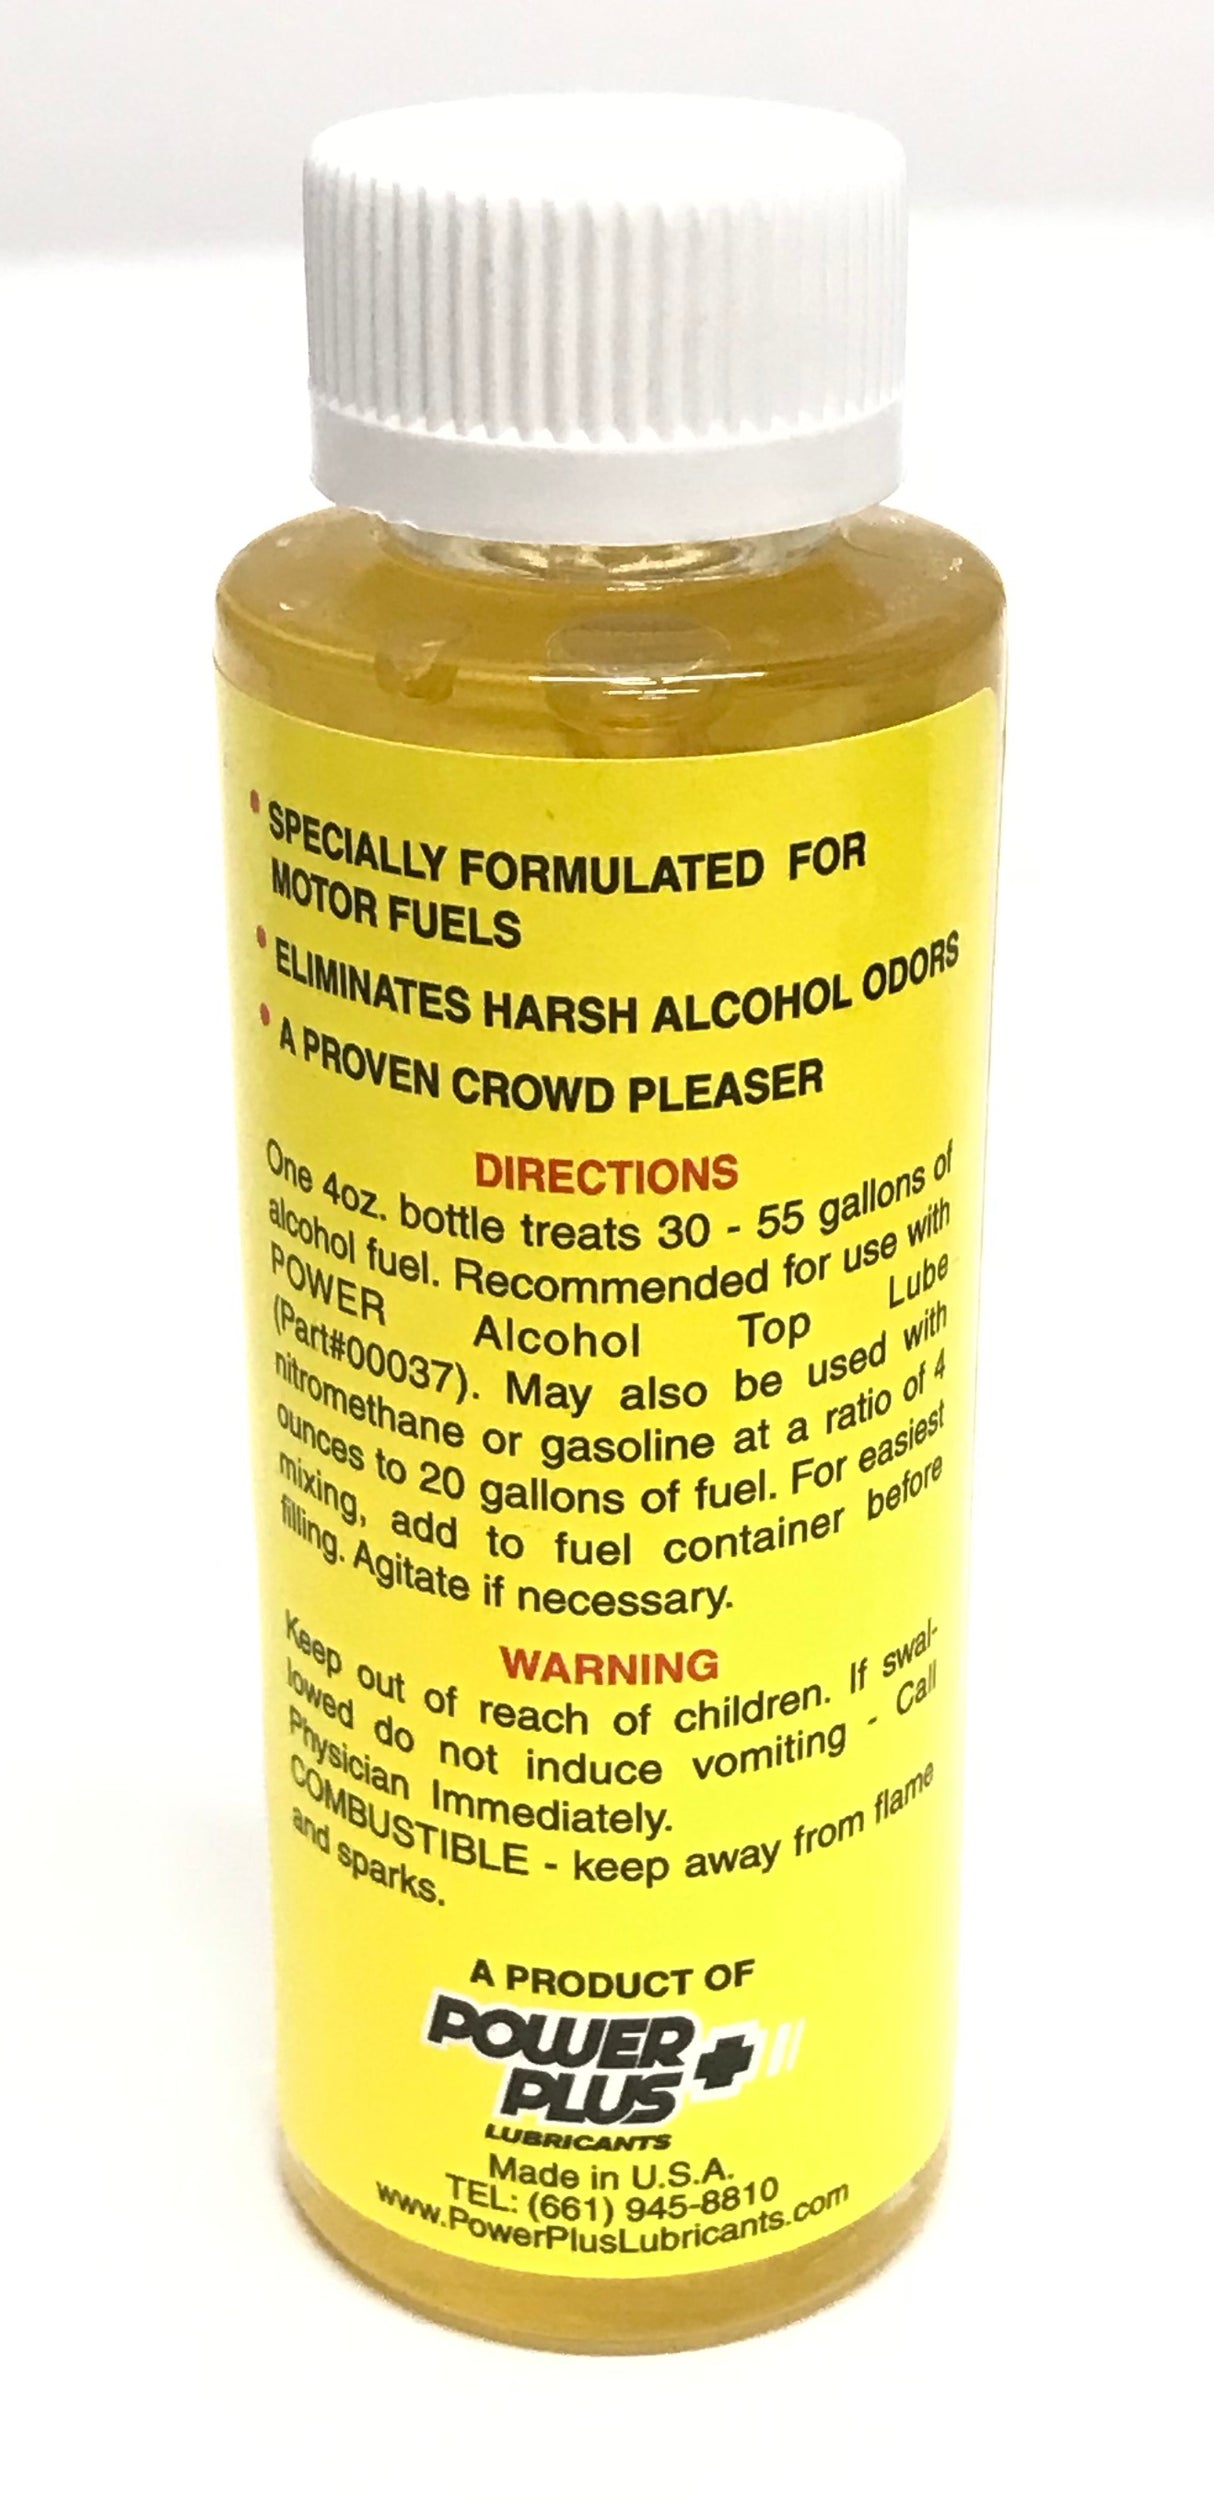 • SPECIALLY FORMULATED FOR
MOTOR FUELS
• ELIMINATES HARSH ALCOHOL ODORS
• A PROVEN CROWD PLEASER
DIRECTIONS
One 4oz. bottle treats 30 - 55 gallons of
alcohol fuel. Recommended for use with
POWER Alcohol Top Lube
(Part#00037). May also be used with
nitromethane or gasoline at a ratio of 4
ounces to 20 gallons of fuel. For easiest
mixing, add to fuel container before
filling. Agitate if necessary.
WARNING
Keep out of reach of children. If swal-
lowed do not induce vomiting - Call
Physician Immediately.
COMBUSTIBLE - keep away from flame
and sparks.
A PRODUCT OF
POWER
PLUS
LUBRICANTS
Made in U.S.A.
TEL: (661) 945-8810
www.PowerPlusLubricants.com